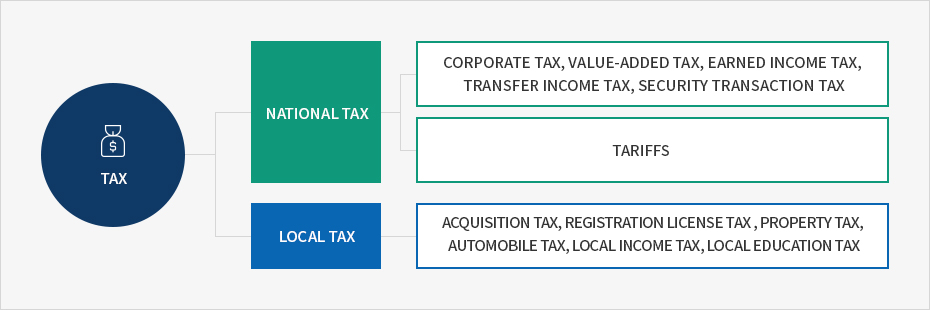 TAX
NATIONAL TAX
CORPORATE TAX, VALUE-ADDED TAX, EARNED INCOME TAX,
TRANSFER INCOME TAX, SECURITY TRANSACTION TAX
TARIFFS
LOCAL TAX
ACQUISITION TAX, REGISTRATION LICENSE TAX , PROPERTY TAX,
AUTOMOBILE TAX, LOCAL INCOME TAX, LOCAL EDUCATION TAX